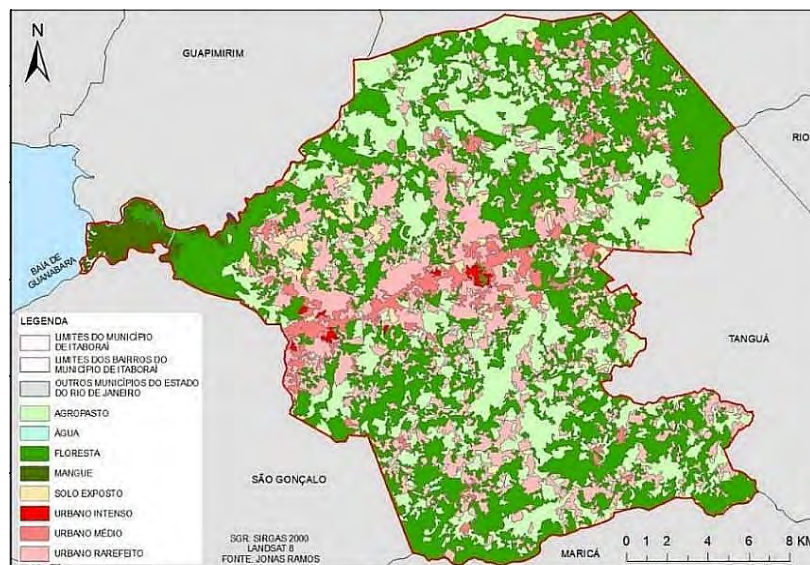 N
GUAPIMIRIM
RIO
BAÍA DE
GUANABARA
TANGUÁ
SÃO GONÇALO
MARICÁ
LEGENDA
LIMITES DO MUNICÍPIO
DE ITABORAÍ
LIMITES DOS BAIRROS DO
MUNICÍPIO DE ITABORAÍ
OUTROS MUNICÍPIOS DO ESTADO
DO RIO DE JANEIRO
AGROPASTO
ÁGUA
FLORESTA
MANGUE
SOLO EXPOSTO
URBANO INTENSO
URBANO MÉDIO
URBANO RAREFEITO
SGR: SIRGAS 2000
LANDSAT 8
FONTE: JONAS RAMOS
0 1 2 4 6 8 KM